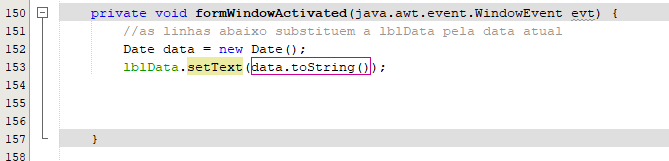 150 private void formWindowActivated(java.awt.event.WindowEvent evt) {
151 //as linhas abaixo substituem a lblData pela data atual
152 Date data = new Date();
153 lblData.setText(data.toString());
154
155
156
157 }
158